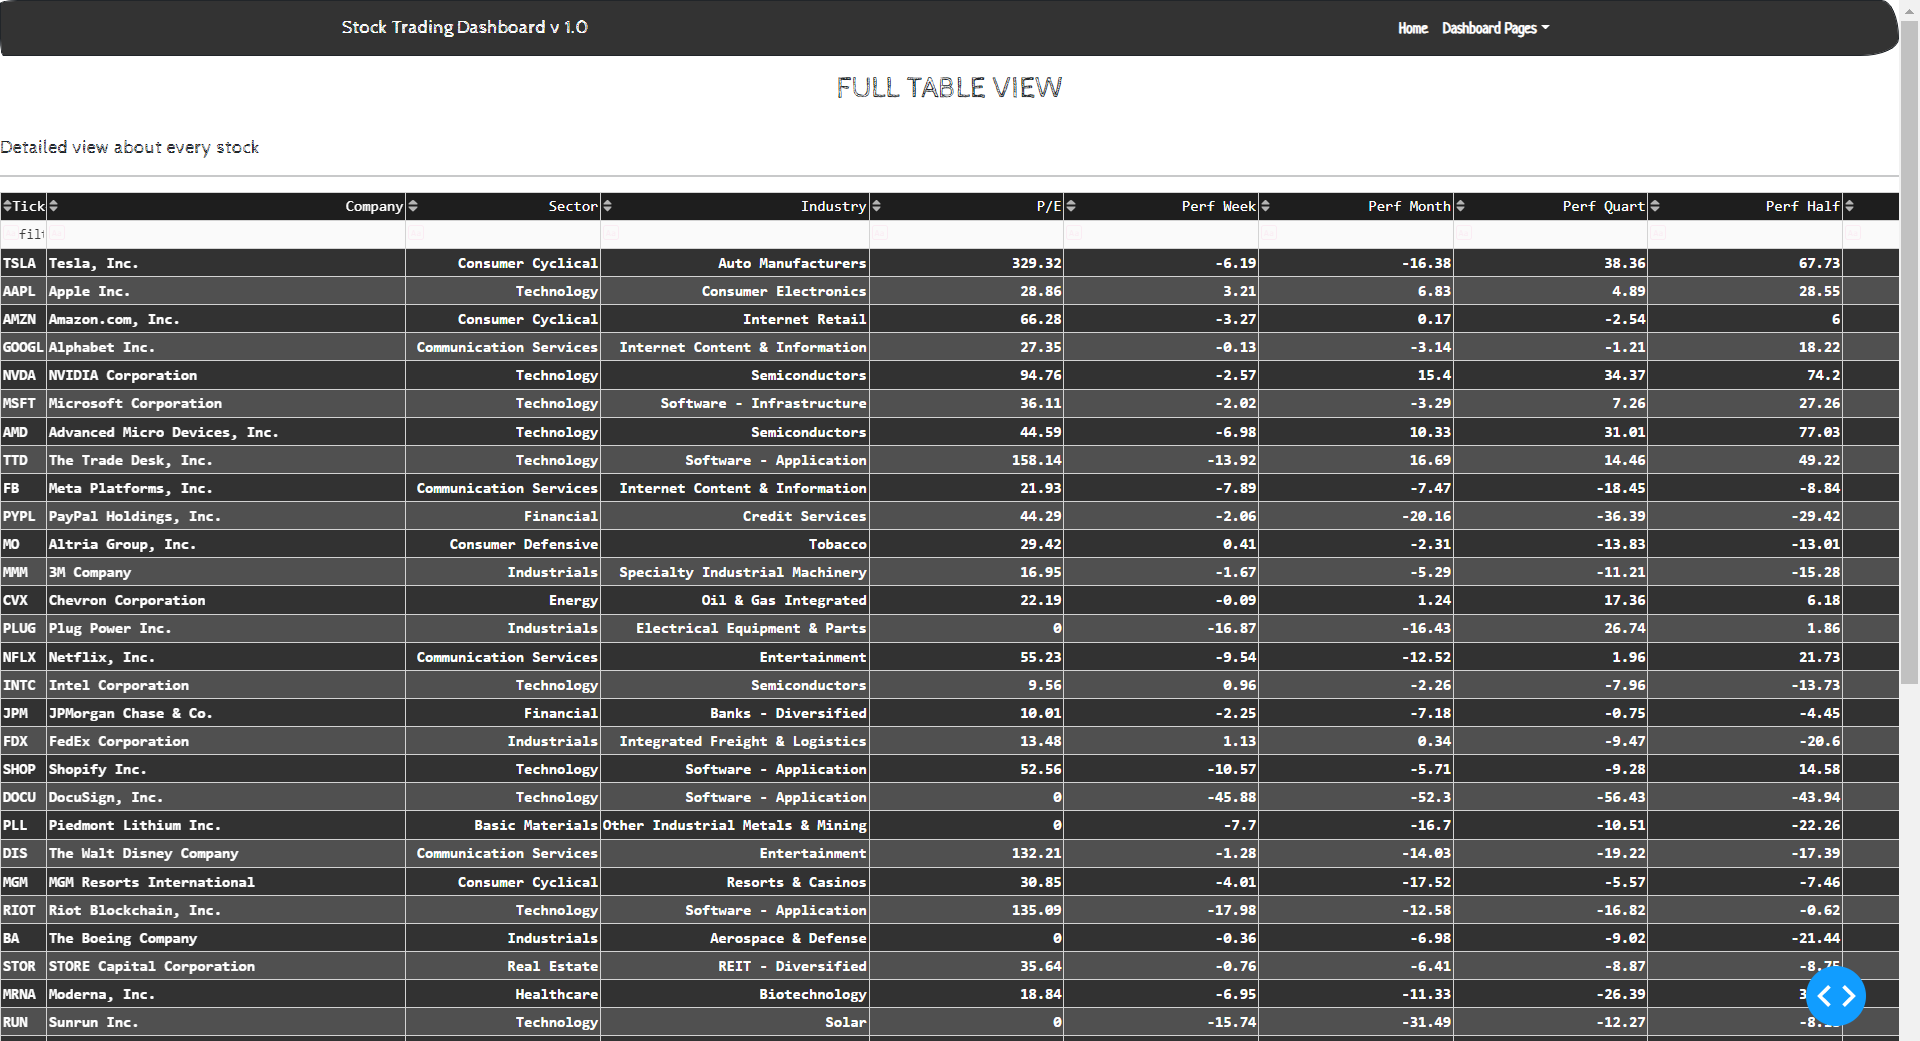 Stock Trading Dashboard v 1.0 Home Dashboard Pages
FULL TABLE VIEW
Detailed view about every stock
Tick Company Sector Industry P/E Perf Week Perf Month Perf Quart Perf Half
TSLA Tesla, Inc. Consumer Cyclical Auto Manufacturers 329.32 -6.19 -16.38 38.36 67.73
AAPL Apple Inc. Technology Consumer Electronics 28.86 3.21 6.83 4.89 28.55
AMZN Amazon.com, Inc. Consumer Cyclical Internet Retail 66.28 -3.27 0.17 -2.54 6
GOOGL Alphabet Inc. Communication Services Internet Content & Information 27.35 -0.13 -3.14 -1.21 18.22
NVDA NVIDIA Corporation Technology Semiconductors 94.76 -2.57 15.4 34.37 74.2
MSFT Microsoft Corporation Technology Software - Infrastructure 36.11 -2.02 -3.29 7.26 27.26
AMD Advanced Micro Devices, Inc. Technology Semiconductors 44.59 -6.98 10.33 31.01 77.03
TTD The Trade Desk, Inc. Technology Software - Application 158.14 -13.92 16.69 14.46 49.22
FB Meta Platforms, Inc. Communication Services Internet Content & Information 21.93 -7.89 -7.47 -18.45 -8.84
PYPL PayPal Holdings, Inc. Financial Credit Services 44.29 -2.06 -20.16 -36.39 -29.42
MO Altria Group, Inc. Consumer Defensive Tobacco 29.42 0.41 -2.31 -13.83 -13.01
MMM 3M Company Industrials Specialty Industrial Machinery 16.95 -1.67 -5.29 -11.21 -15.28
CVX Chevron Corporation Energy Oil & Gas Integrated 22.19 -0.09 1.24 17.36 6.18
PLUG Plug Power Inc. Industrials Electrical Equipment & Parts 0 -16.87 -16.43 26.74 1.86
NFLX Netflix, Inc. Communication Services Entertainment 55.23 -9.54 -12.52 1.96 21.73
INTC Intel Corporation Technology Semiconductors 9.56 0.96 -2.26 -7.96 -13.73
JPM JPMorgan Chase & Co. Financial Banks - Diversified 10.01 -2.25 -7.18 -0.75 -4.45
FDX FedEx Corporation Industrials Integrated Freight & Logistics 13.48 1.13 0.34 -9.47 -20.6
SHOP Shopify Inc. Technology Software - Application 52.56 -10.57 -5.71 -9.28 14.58
DOCU DocuSign, Inc. Technology Software - Application 0 -45.88 -52.3 -56.43 -43.94
PLL Piedmont Lithium Inc. Basic Materials Other Industrial Metals & Mining 0 -7.7 -16.7 -10.51 -22.26
DIS The Walt Disney Company Communication Services Entertainment 132.21 -1.28 -14.03 -19.22 -17.39
MGM MGM Resorts International Consumer Cyclical Resorts & Casinos 30.85 -4.01 -17.52 -5.57 -7.46
RIOT Riot Blockchain, Inc. Technology Software - Application 135.09 -17.98 -12.58 -16.82 -0.62
BA The Boeing Company Industrials Aerospace & Defense 0 -0.36 -6.98 -9.02 -21.44
STOR STORE Capital Corporation Real Estate REIT - Diversified 35.64 -0.76 -6.41 -8.87
MRNA Moderna, Inc. Healthcare Biotechnology 18.84 -6.95 -11.33 -26.39
RUN Sunrun Inc. Technology Solar 0 -15.74 -31.49 -12.27